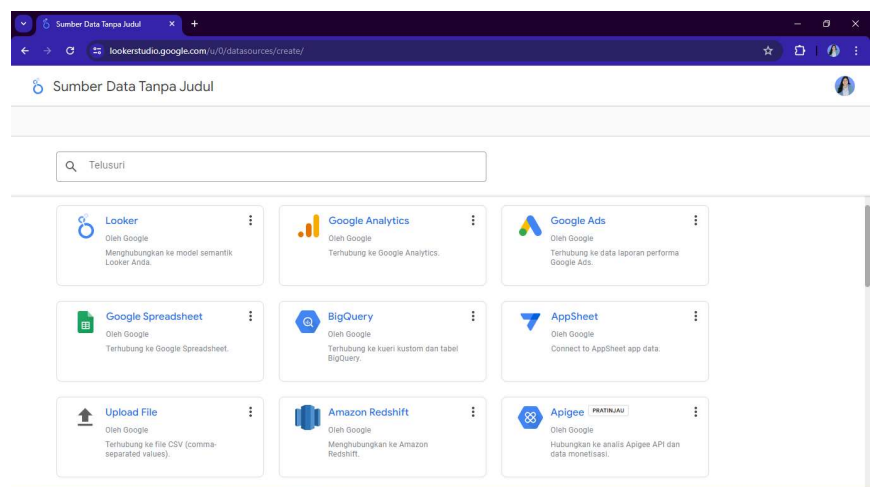 Sumber Data Tanpa Judul
lookerstudio.google.com/u/0/datasources/create/
Sumber Data Tanpa Judul
Telusuri
Looker
Oleh Google
Menghubungkan ke model semantik
Looker Anda.
Google Analytics
Oleh Google
Terhubung ke Google Analytics.
Google Ads
Oleh Google
Terhubung ke data laporan performa
Google Ads.
Google Spreadsheet
Oleh Google
Terhubung ke Google Spreadsheet.
BigQuery
Oleh Google
Terhubung ke kueri kustom dan tabel
BigQuery.
AppSheet
Oleh Google
Connect to AppSheet app data.
Upload File
Oleh Google
Terhubung ke file CSV (comma-
separated values).
Amazon Redshift
Oleh Google
Menghubungkan ke Amazon
Redshift.
Apigee PRATINJAU
Oleh Google
Hubungkan ke analis Apigee API dan
data monetisasi.